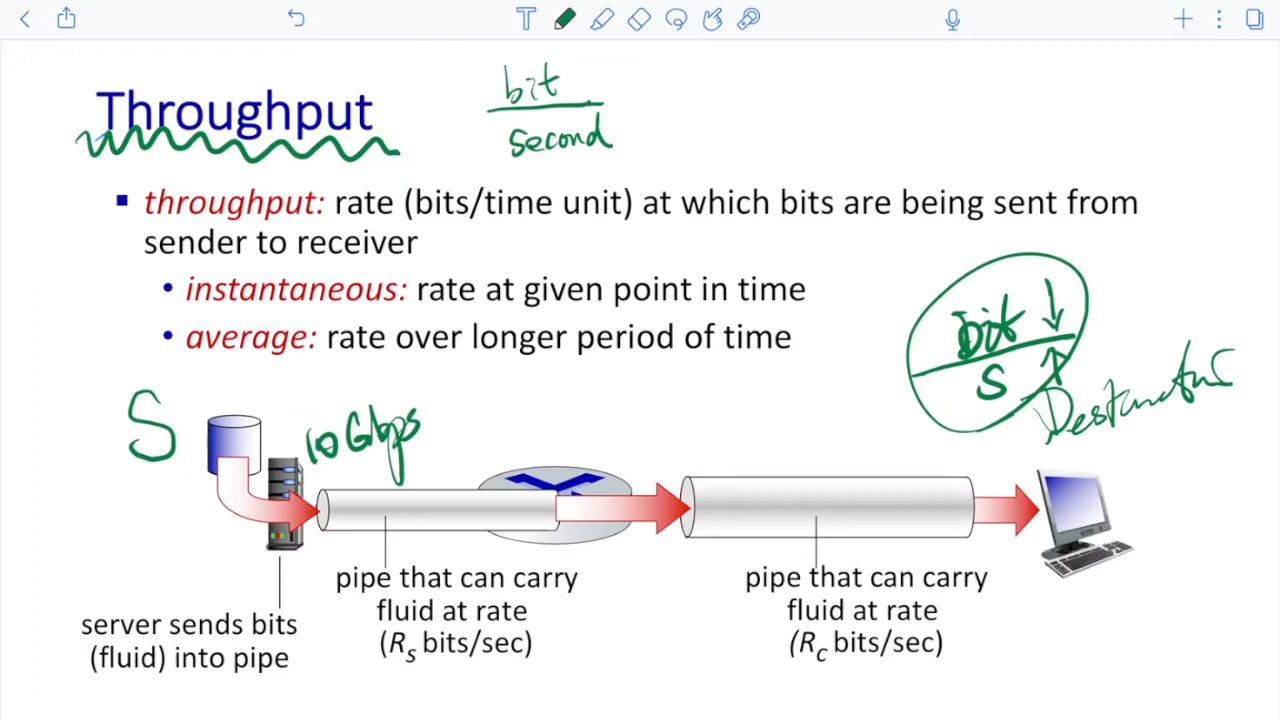 Throughput
bit
second
throughput: rate (bits/time unit) at which bits are being sent from
sender to receiver
instantaneous: rate at given point in time
average: rate over longer period of time
bit
S
S
10Gbps
pipe that can carry
fluid at rate
(Rs bits/sec)
pipe that can carry
fluid at rate
(Rc bits/sec)
server sends bits
(fluid) into pipe